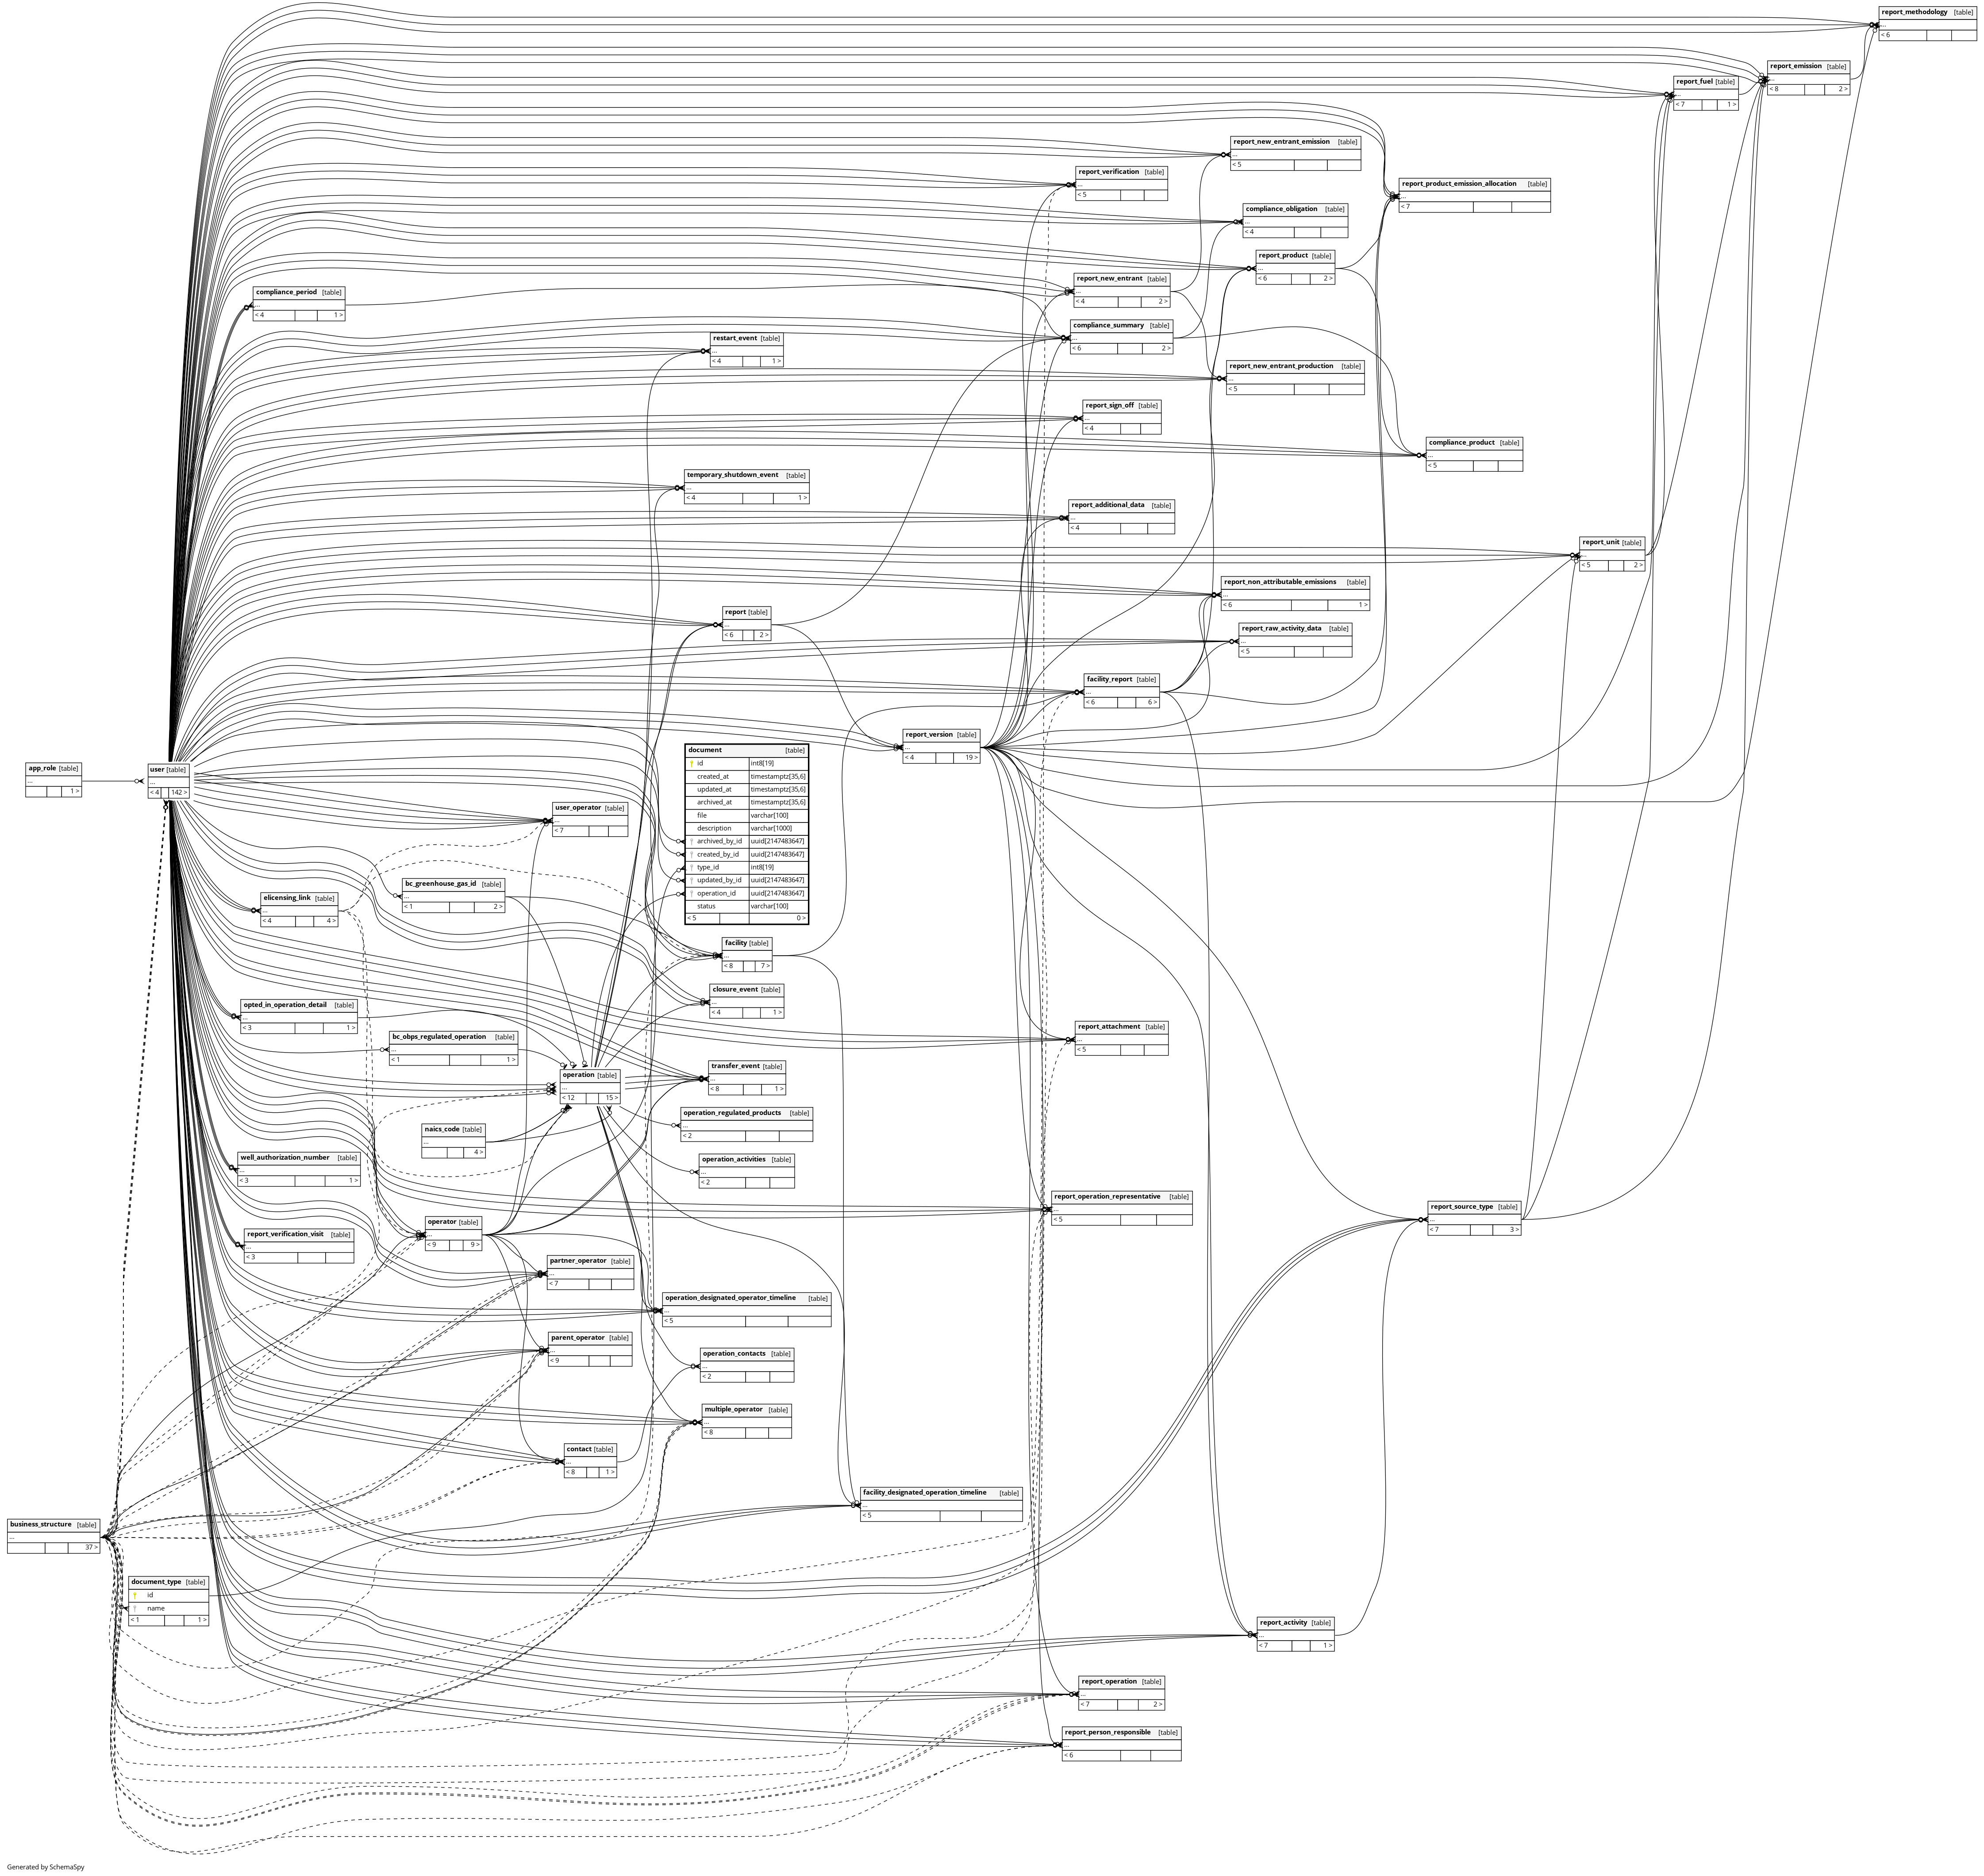 report_methodology [table]
...
< 6
report_emission [table]
...
< 8 2 >
report_fuel [table]
...
< 7 1 >
report_new_entrant_emission [table]
...
< 5
report_verification [table]
...
< 5
report_product_emission_allocation [table]
...
< 7
compliance_obligation [table]
...
< 4
report_product [table]
...
< 6 2 >
report_new_entrant [table]
...
< 4 2 >
compliance_period [table]
...
< 4 1 >
compliance_summary [table]
...
< 6 2 >
restart_event [table]
...
< 4 1 >
report_new_entrant_production [table]
...
< 5
report_sign_off [table]
...
< 4
compliance_product [table]
...
< 5
temporary_shutdown_event [table]
...
< 4 1 >
report_additional_data [table]
...
< 4
report_unit [table]
...
< 5 2 >
report_non_attributable_emissions [table]
...
< 6 1 >
report [table]
...
< 6 2 >
report_raw_activity_data [table]
...
< 5
facility_report [table]
...
< 6 6 >
report_version [table]
...
< 4 19 >
document [table]
id int8[19]
created_at timestamptz[35,6]
updated_at timestamptz[35,6]
archived_at timestamptz[35,6]
file varchar[100]
description varchar[1000]
archived_by_id uuid[2147483647]
created_by_id uuid[2147483647]
type_id int8[19]
updated_by_id uuid[2147483647]
operation_id uuid[2147483647]
status varchar[100]
< 5 0 >
app_role [table]
...
1 >
user [table]
...
< 4 142 >
user_operator [table]
...
< 7
bc_greenhouse_gas_id [table]
...
< 1 2 >
elicensing_link [table]
...
< 4 4 >
facility [table]
...
< 8 7 >
closure_event [table]
...
< 4 1 >
opted_in_operation_detail [table]
...
< 3 1 >
report_attachment [table]
...
< 5
bc_obps_regulated_operation [table]
...
< 1 1 >
transfer_event [table]
...
< 8 1 >
operation [table]
...
< 12 15 >
operation_regulated_products [table]
...
< 2
naics_code [table]
...
4 >
well_authorization_number [table]
...
< 3 1 >
operation_activities [table]
...
< 2
report_operation_representative [table]
...
< 5
report_source_type [table]
...
< 7 3 >
operator [table]
...
< 9 9 >
report_verification_visit [table]
...
< 3
partner_operator [table]
...
< 7
operation_designated_operator_timeline [table]
...
< 5
parent_operator [table]
...
< 9
operation_contacts [table]
...
< 2
multiple_operator [table]
...
< 8
contact [table]
...
< 8 1 >
facility_designated_operation_timeline [table]
...
< 5
business_structure [table]
...
37 >
document_type [table]
id
name
< 1 1 >
report_activity [table]
...
< 7 1 >
report_operation [table]
...
< 7 2 >
report_person_responsible [table]
...
< 6
Generated by SchemaSpy